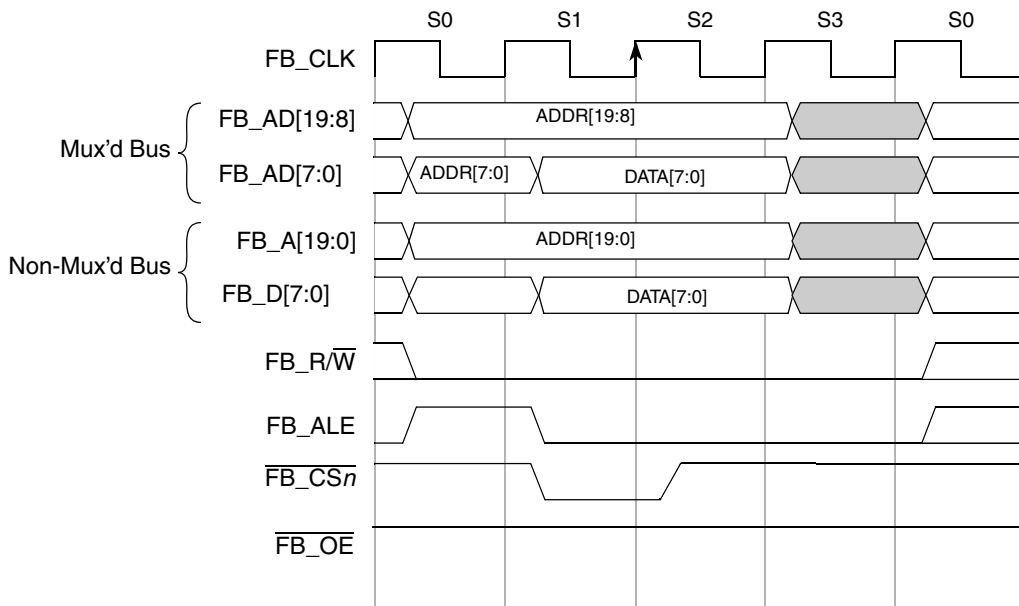 S0 S1 S2 S3 S0
FB_CLK
Mux'd Bus
FB_AD[19:8] ADDR[19:8]
FB_AD[7:0] ADDR[7:0] DATA[7:0]
Non-Mux'd Bus
FB_A[19:0] ADDR[19:0]
FB_D[7:0] DATA[7:0]
FB_R/W̅
FB_ALE
F̅B̅_̅C̅S̅n̅
F̅B̅_̅O̅E̅